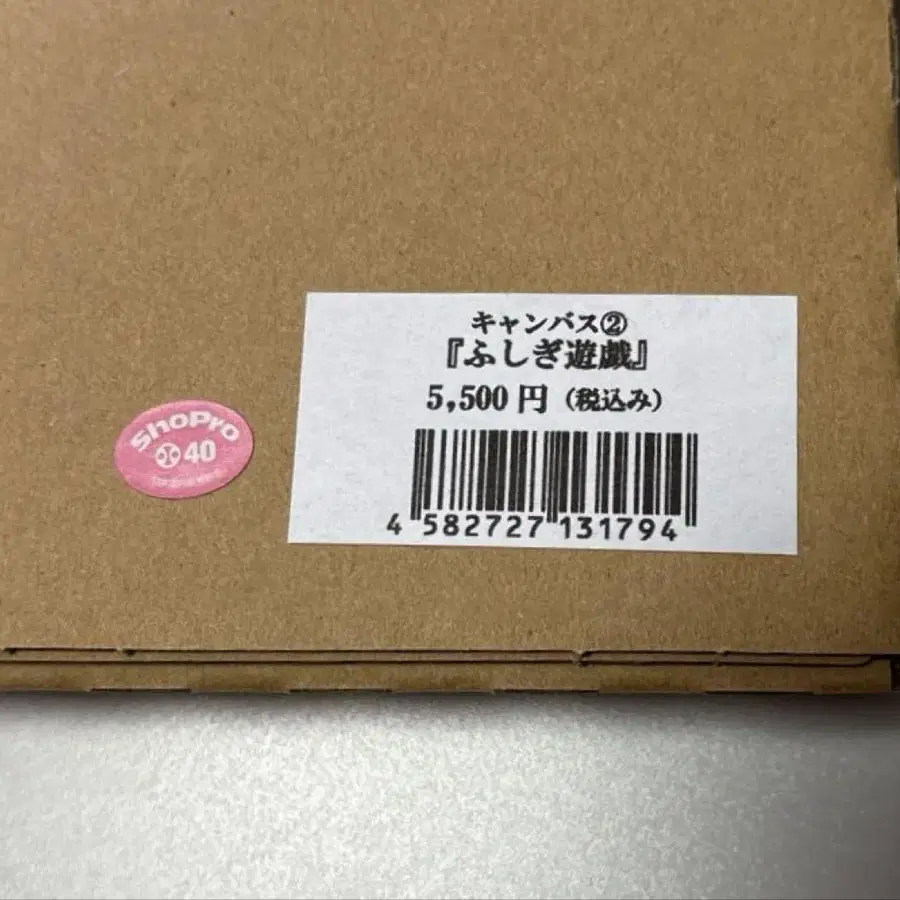 キャンバス②
『ふしぎ遊戯』
5,500 円（税込み）
4 582727 131794
ShoPro
40